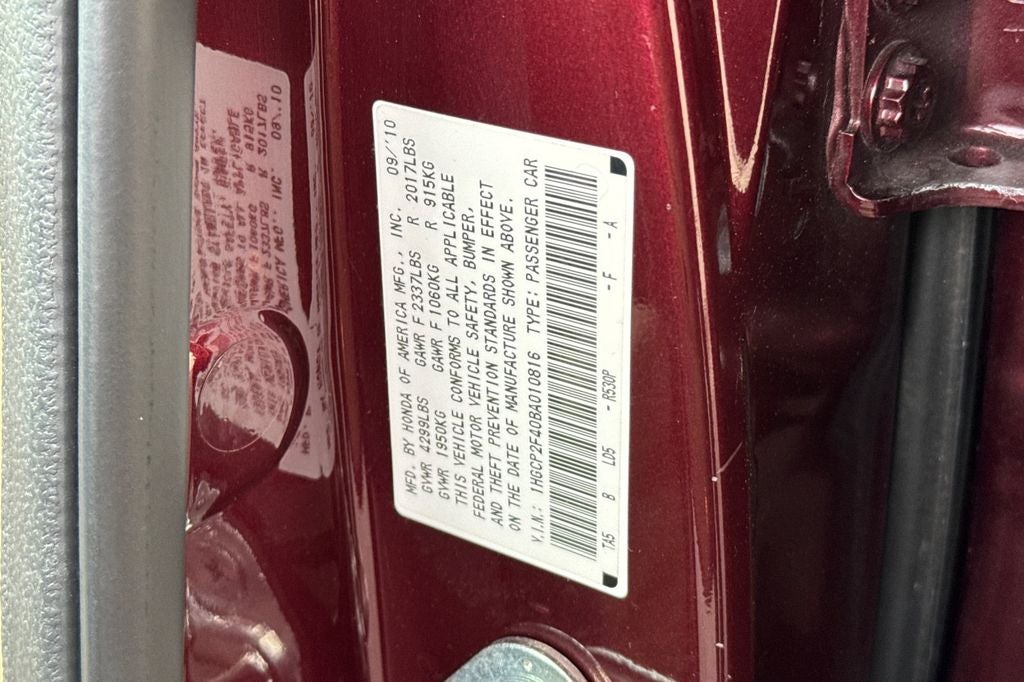 MFD. BY HONDA OF AMERICA MFG., INC. 09/'10
GVWR 4299LBS GAWR F 2337LBS R 2017LBS
GVWR 1950KG GAWR F 1060KG R 915KG
THIS VEHICLE CONFORMS TO ALL APPLICABLE
FEDERAL MOTOR VEHICLE SAFETY, BUMPER,
AND THEFT PREVENTION STANDARDS IN EFFECT
ON THE DATE OF MANUFACTURE SHOWN ABOVE.
V.I.N.: 1HGCP2F40BA010816 TYPE: PASSENGER CAR
TA5 B LD5 -R530P -F -A